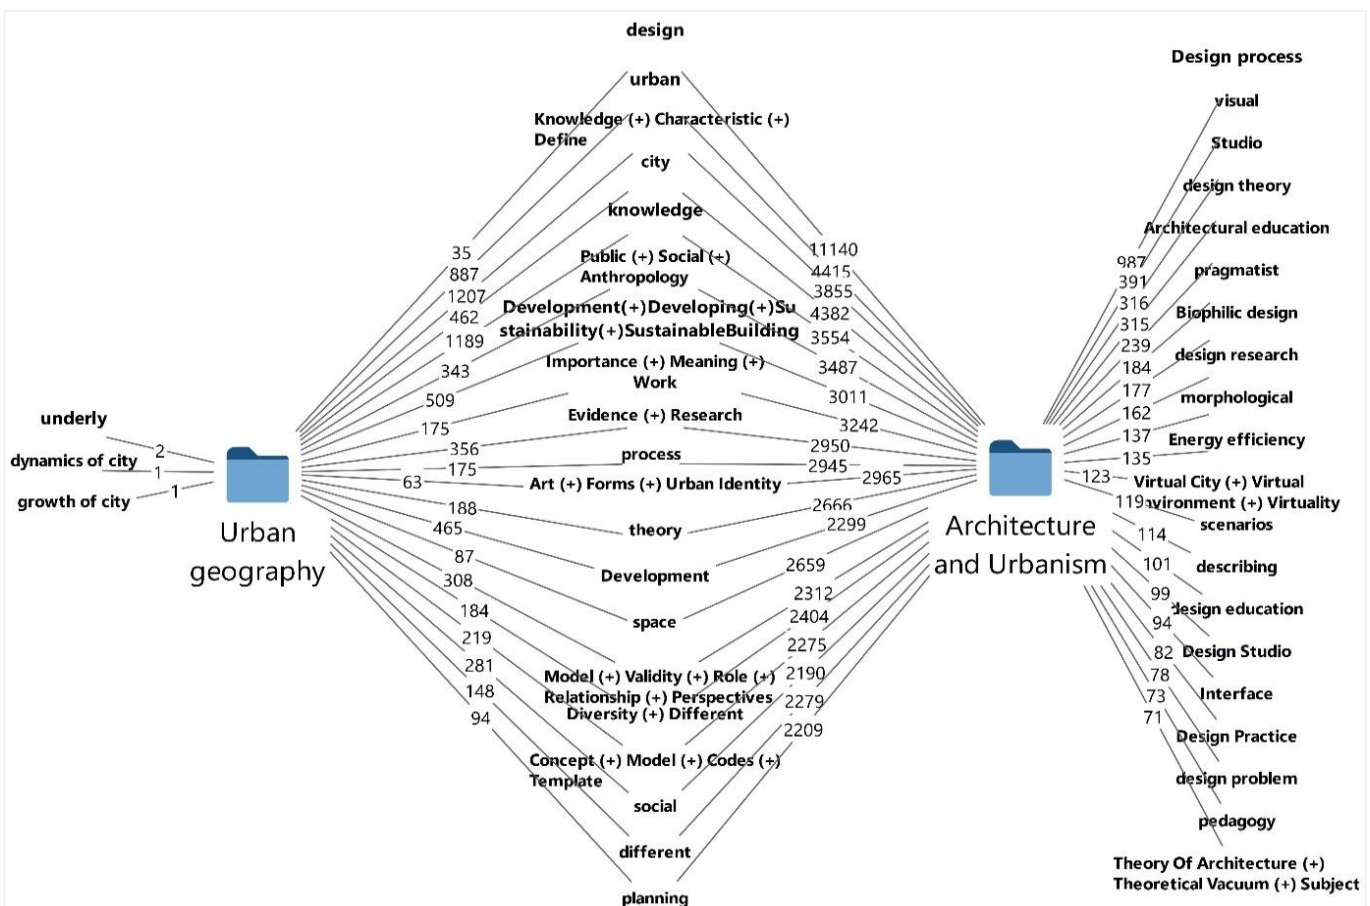 design
urban
Knowledge (+) Characteristic (+)
Define
city
knowledge
Public (+) Social (+)
Anthropology
Development(+)Developing(+)Su
stainability(+)SustainableBuilding
Importance (+) Meaning (+)
Work
Evidence (+) Research
process
Art (+) Forms (+) Urban Identity
theory
Development
space
Model (+) Validity (+) Role (+)
Relationship (+) Perspectives
Diversity (+) Different
Concept (+) Model (+) Codes (+)
Template
social
different
planning
35
887
1207
462
1189
343
509
175
356
175
63
188
465
87
308
184
219
281
148
94
underly
dynamics of city
growth of city
2
1
1
Urban
geography
11140
4415
3855
4382
3554
3487
3011
3242
2950
2945
2965
2666
2299
2659
2312
2404
2275
2190
2279
2209
Architecture
and Urbanism
987
391
316
315
239
184
177
162
137
135
123
119
114
101
99
94
82
78
73
71
Design process
visual
Studio
design theory
Architectural education
pragmatist
Biophilic design
design research
morphological
Energy efficiency
Virtual City (+) Virtual
vironment (+) Virtuality
scenarios
describing
design education
Design Studio
Interface
Design Practice
design problem
pedagogy
Theory Of Architecture (+)
Theoretical Vacuum (+) Subject